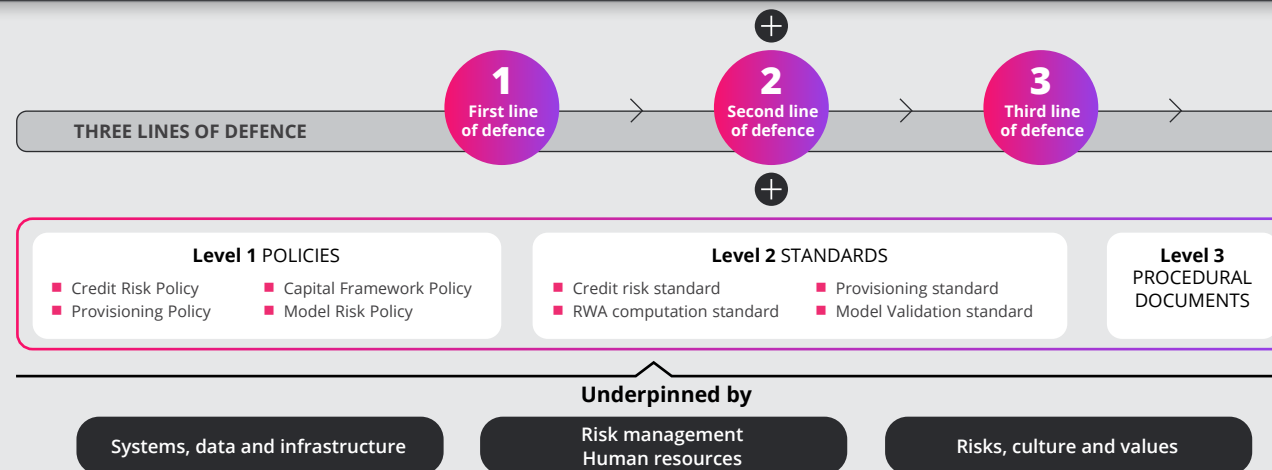 1
First line
of defence
2
Second line
of defence
3
Third line
of defence
THREE LINES OF DEFENCE
Level 1 POLICIES
Credit Risk Policy
Provisioning Policy
Capital Framework Policy
Model Risk Policy
Level 2 STANDARDS
Credit risk standard
RWA computation standard
Provisioning standard
Model Validation standard
Level 3
PROCEDURAL
DOCUMENTS
Underpinned by
Systems, data and infrastructure
Risk management
Human resources
Risks, culture and values